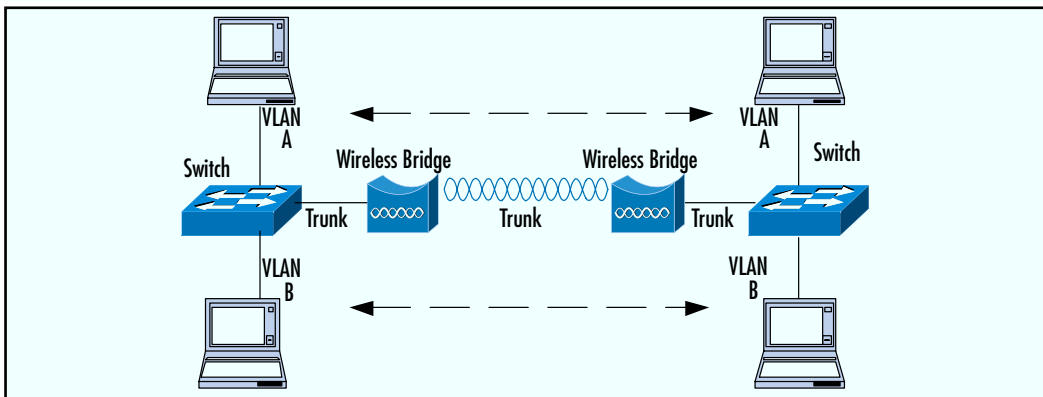 VLAN
A
VLAN
A
Switch
Wireless Bridge
Wireless Bridge
Switch
Trunk
Trunk
Trunk
VLAN
B
VLAN
B